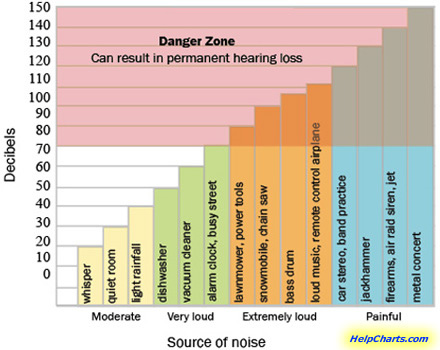 150
140
130
120
110
100
90
80
70
60
50
40
30
20
10
0
Decibels
Danger Zone
Can result in permanent hearing loss
whisper
quiet room
light rainfall
dishwasher
vacuum cleaner
alarm clock, busy street
lawnmower, power tools
snowmobile, chain saw
bass drum
loud music, remote control airplane
car stereo, band practice
jackhammer
firearms, air raid siren, jet
metal concert
Moderate
Very loud
Extremely loud
Painful
Source of noise
HelpCharts.com